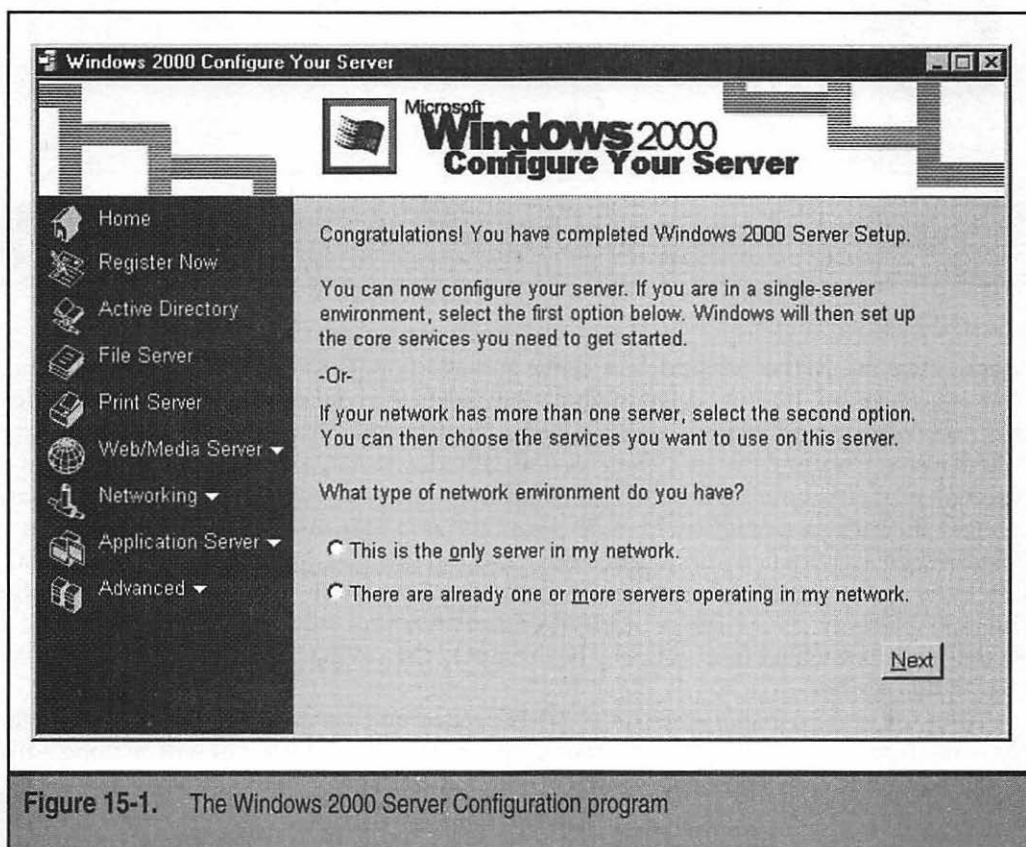 Windows 2000 Configure Your Server
Microsoft
Windows 2000
Configure Your Server
Home
Register Now
Active Directory
File Server
Print Server
Web/Media Server
Networking
Application Server
Advanced
Congratulations! You have completed Windows 2000 Server Setup.
You can now configure your server. If you are in a single-server
environment, select the first option below. Windows will then set up
the core services you need to get started.
-Or-
If your network has more than one server, select the second option.
You can then choose the services you want to use on this server.
What type of network environment do you have?
This is the only server in my network.
There are already one or more servers operating in my network.
Next
Figure 15-1. The Windows 2000 Server Configuration program